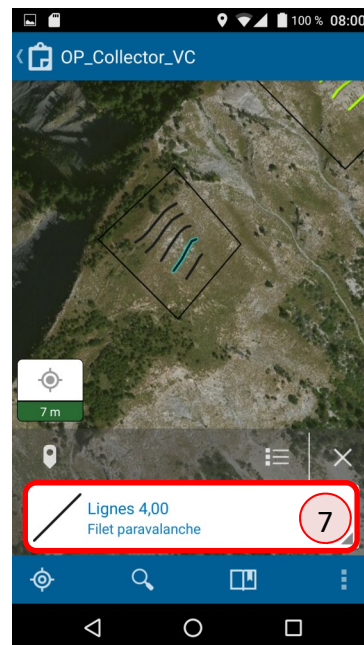 100 % 08:00
OP_Collector_VC
7 m
Lignes 4,00
Filet paravalanche
7